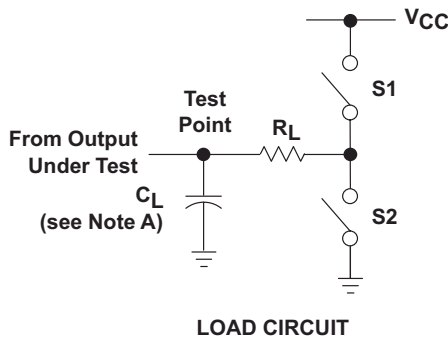 VCC
S1
Test
Point
RL
From Output
Under Test
CL
(see Note A)
S2
LOAD CIRCUIT